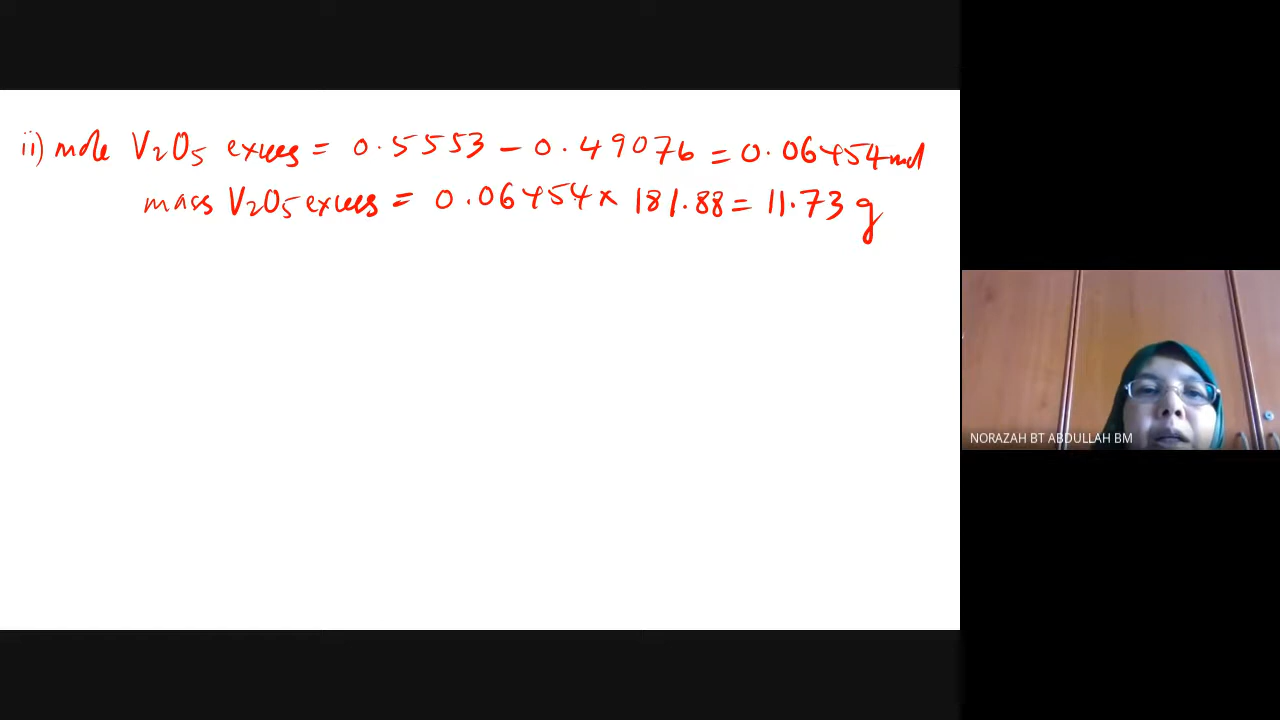 ii) mole V₂O₅ excess = 0.5553 - 0.49076 = 0.06454 mol
mass V₂O₅ excess = 0.06454 × 181.88 = 11.73 g
NORAZAH BT ABDULLAH BM